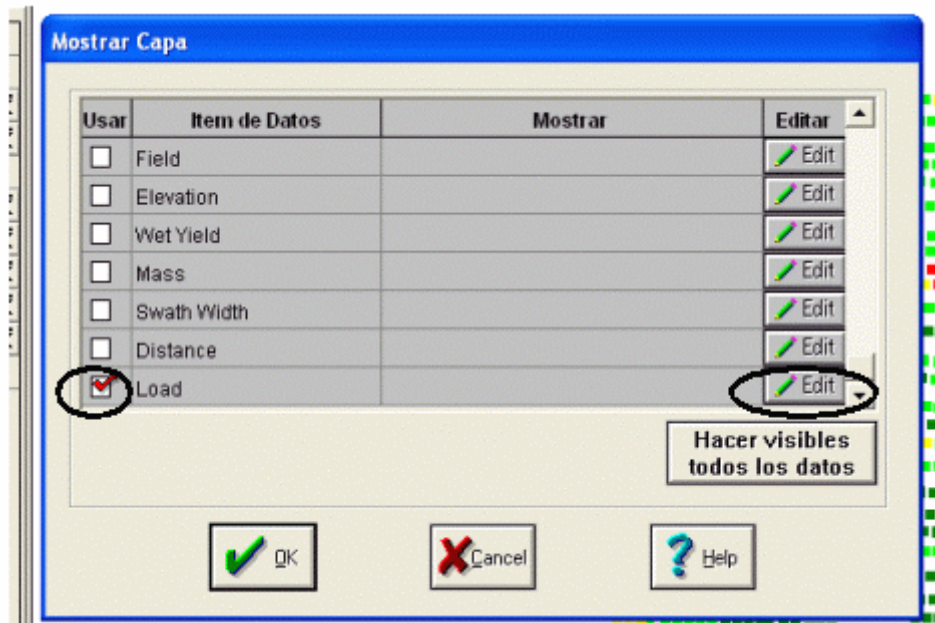 Mostrar Capa
Usar Item de Datos Mostrar Editar
Field Edit
Elevation Edit
Wet Yield Edit
Mass Edit
Swath Width Edit
Distance Edit
Load Edit
Hacer visibles
todos los datos
OK Cancel Help